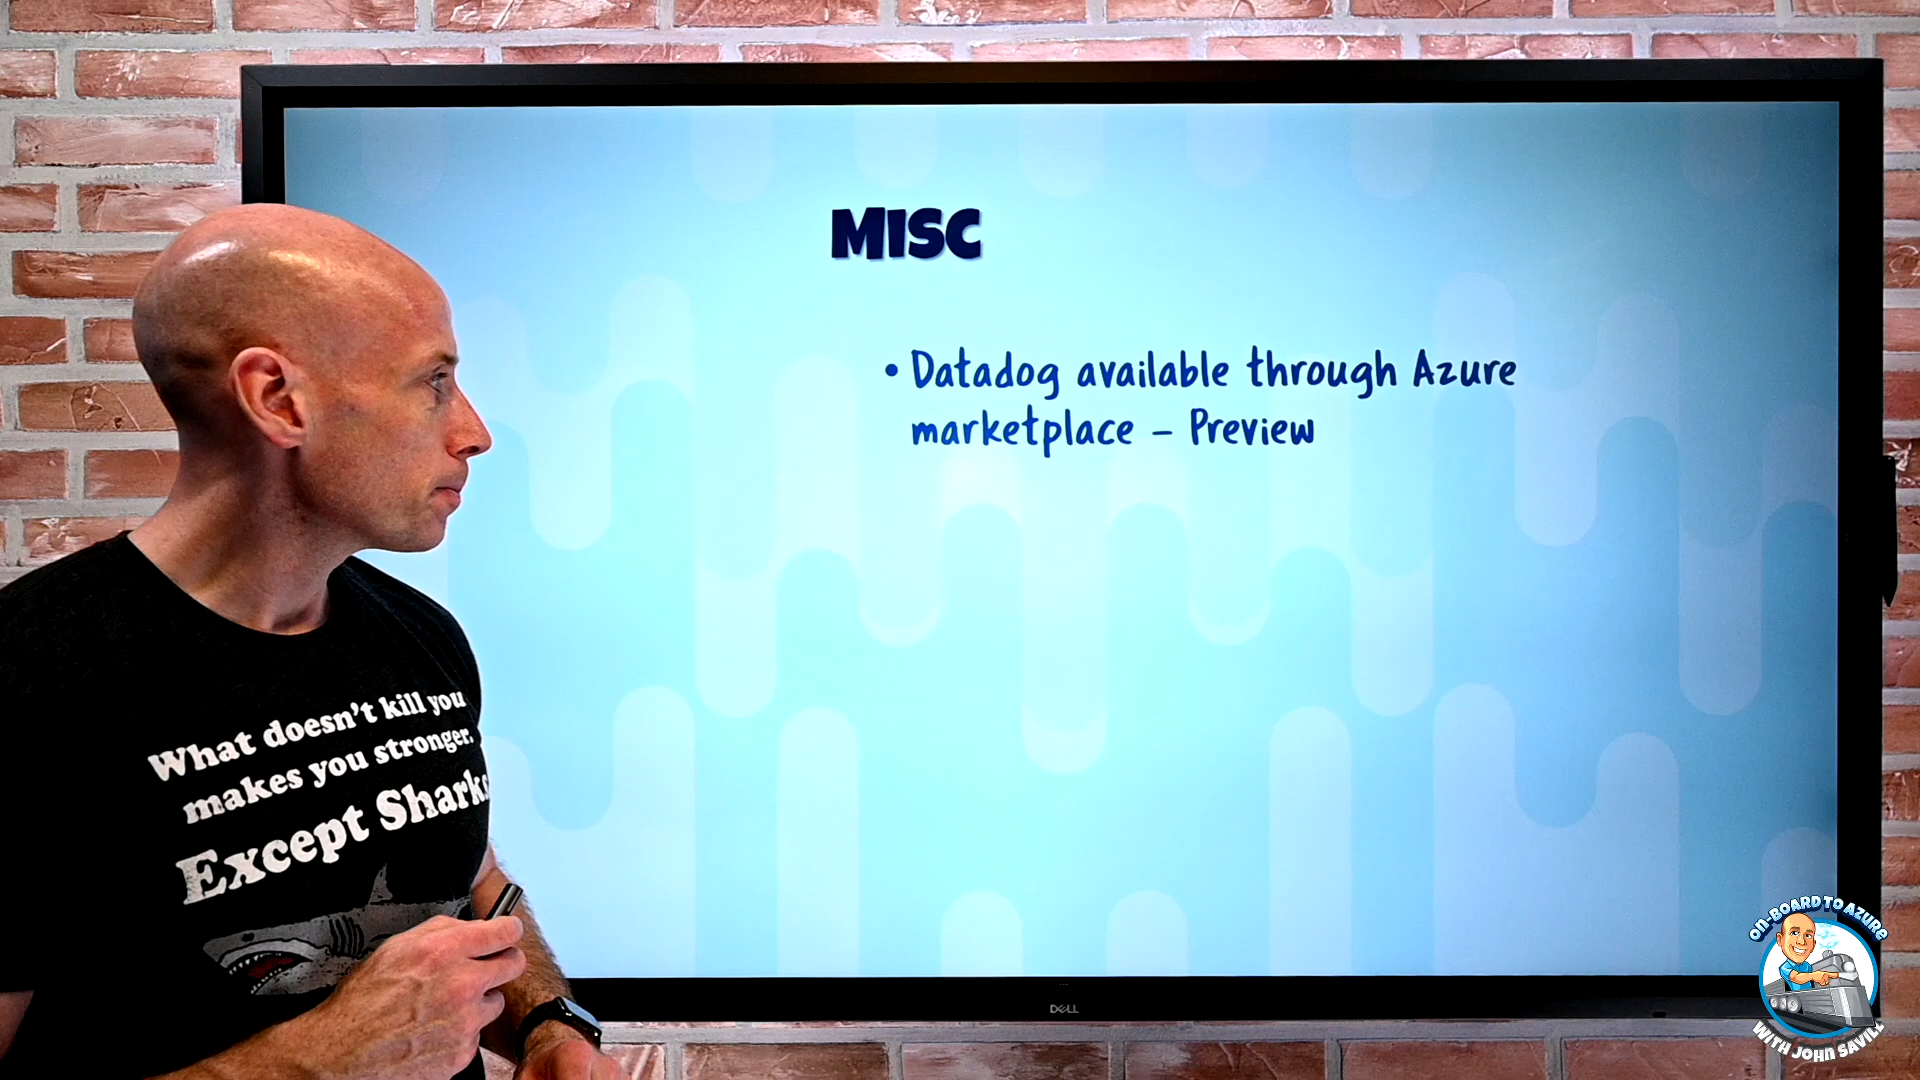 MISC
• Datadog available through Azure
marketplace – Preview
What doesn't kill you
makes you stronger.
Except Sharks
DELL
ON-BOARD TO AZURE
WITH JOHN SAVILL